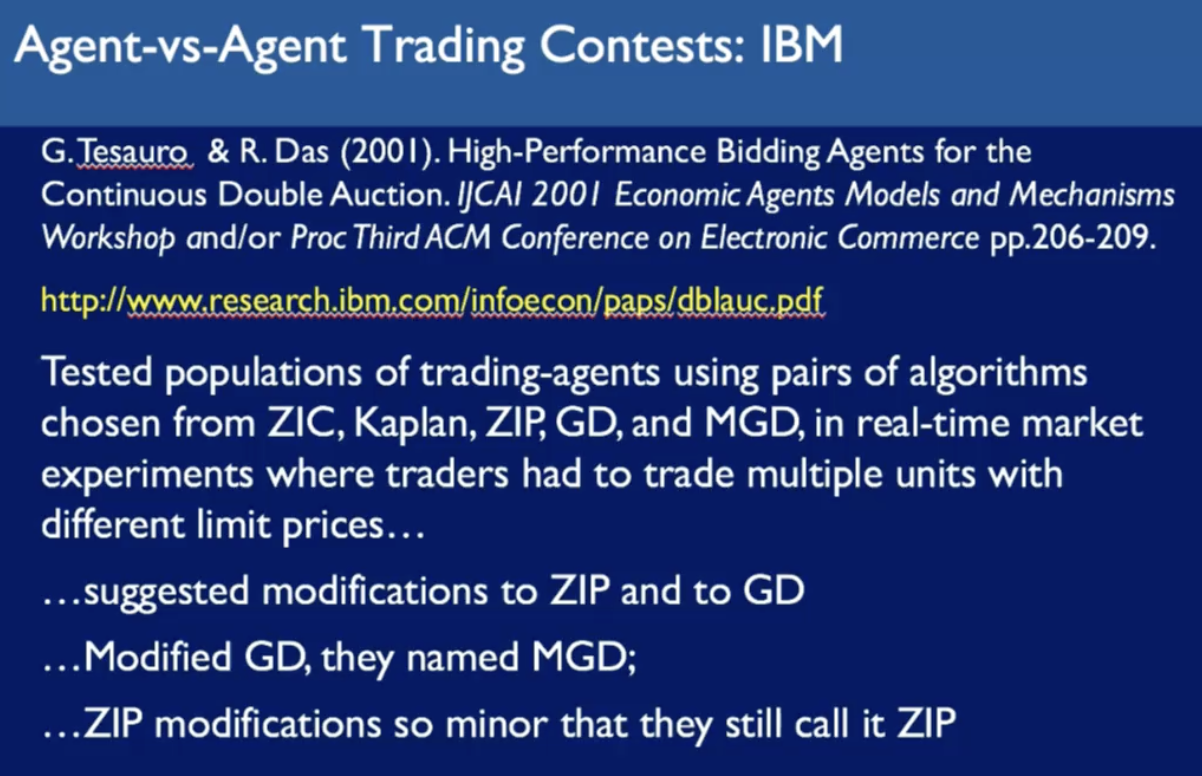 Agent-vs-Agent Trading Contests: IBM
G. Tesauro & R. Das (2001). High-Performance Bidding Agents for the
Continuous Double Auction. IJCAI 2001 Economic Agents Models and Mechanisms
Workshop and/or Proc Third ACM Conference on Electronic Commerce pp.206-209.
http://www.research.ibm.com/infoecon/paps/dblauc.pdf
Tested populations of trading-agents using pairs of algorithms
chosen from ZIC, Kaplan, ZIP, GD, and MGD, in real-time market
experiments where traders had to trade multiple units with
different limit prices…
…suggested modifications to ZIP and to GD
…Modified GD, they named MGD;
…ZIP modifications so minor that they still call it ZIP